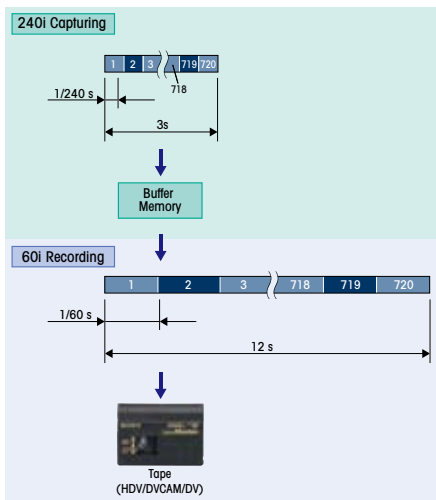 240i Capturing
1 2 3 719 720
718
1/240 s
3s
Buffer
Memory
60i Recording
1 2 3 718 719 720
1/60 s
12 s
Tape
(HDV/DVCAM/DV)